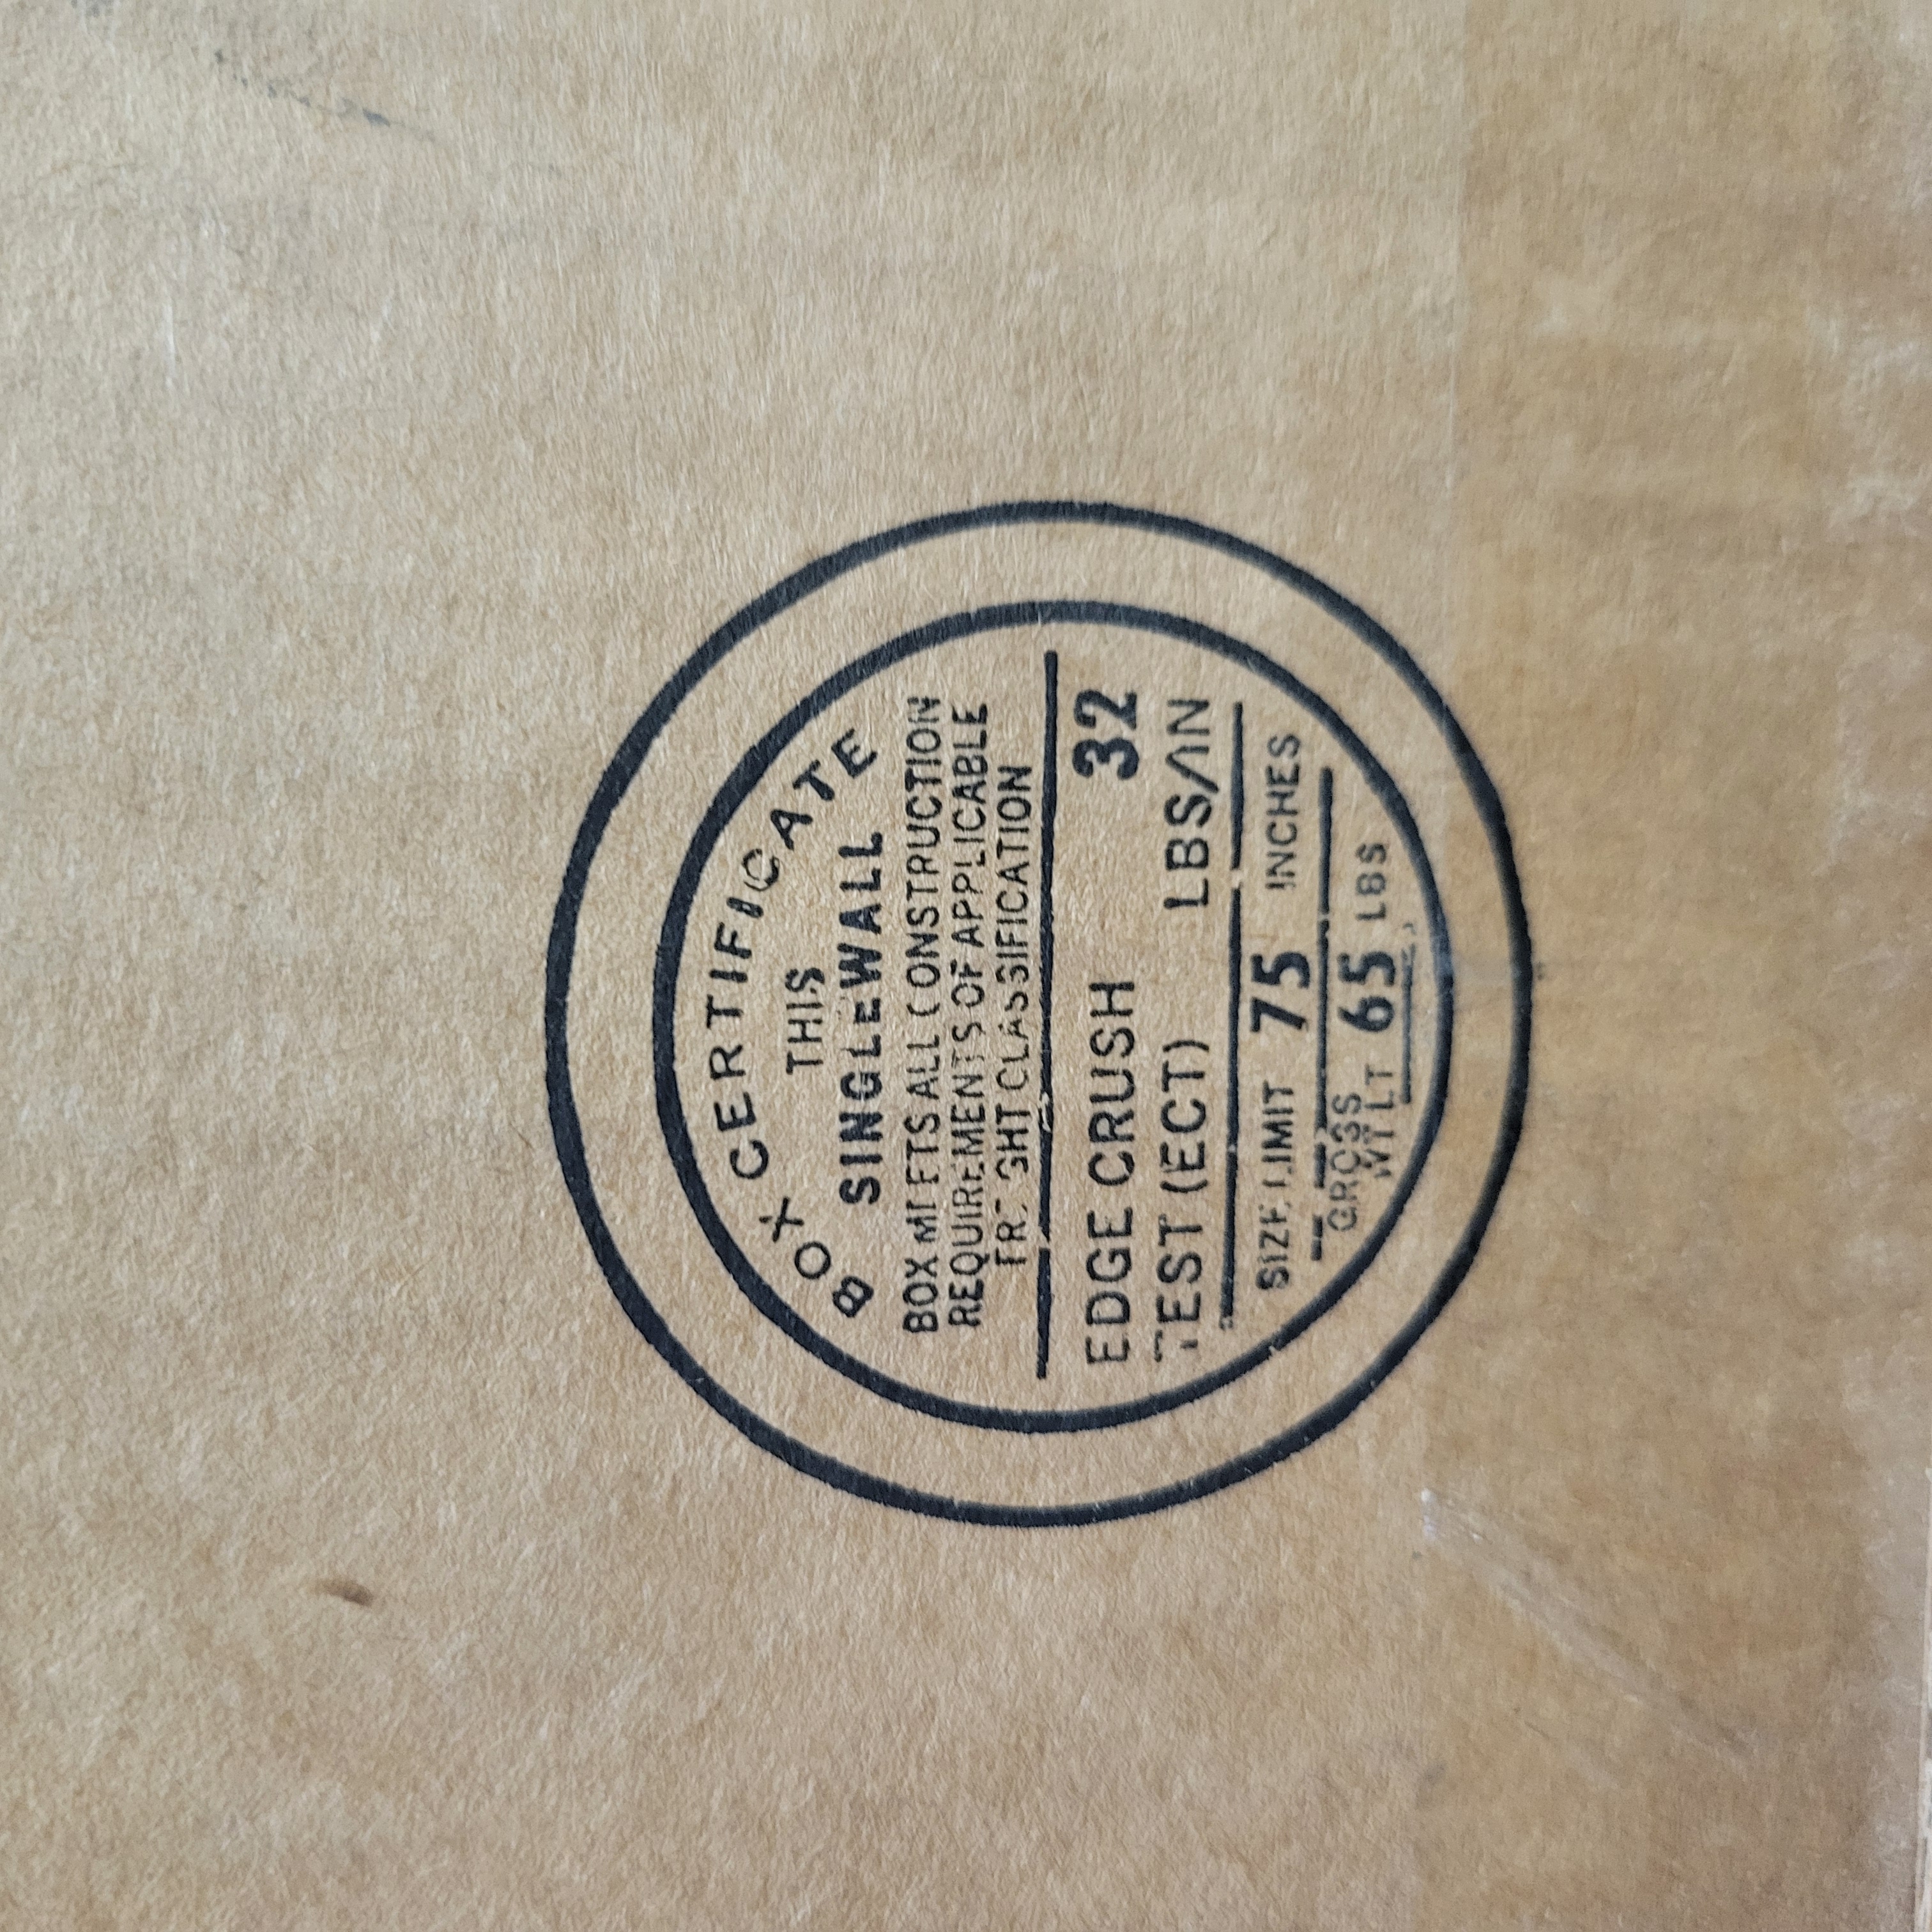 BOX CERTIFICATE
THIS
SINGLEWALL
BOX MEETS ALL CONSTRUCTION
REQUIREMENTS OF APPLICABLE
FREIGHT CLASSIFICATION
EDGE CRUSH 32
TEST (ECT) LBS/IN
SIZE LIMIT 75 INCHES
GROSS
WT LT 65 LBS